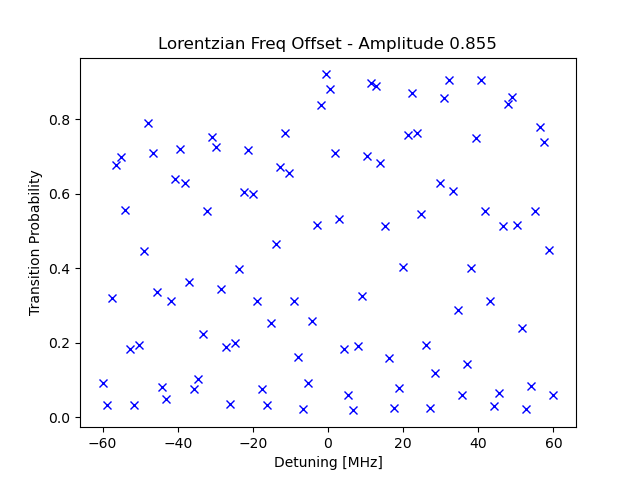 Lorentzian Freq Offset - Amplitude 0.855
Transition Probability
0.8
0.6
0.4
0.2
0.0
−60 −40 −20 0 20 40 60
Detuning [MHz]